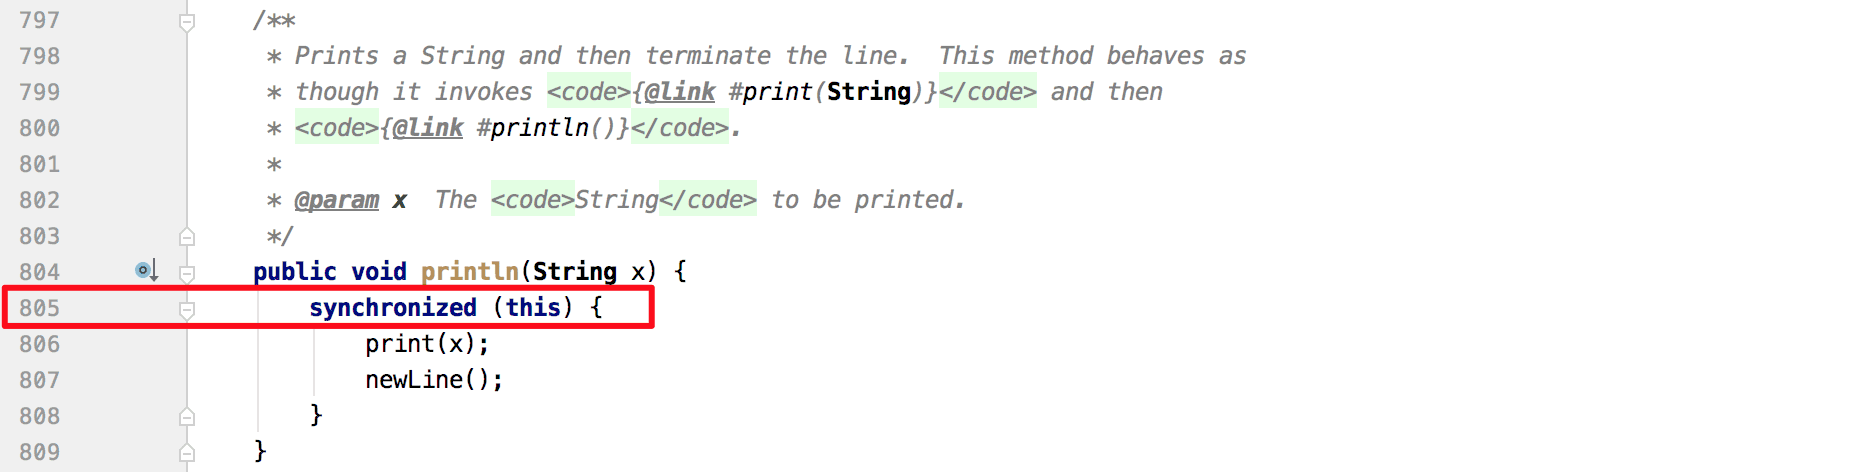 797 /**
798 * Prints a String and then terminate the line.  This method behaves as
799 * though it invokes <code>{@link #print(String)}</code> and then
800 * <code>{@link #println()}</code>.
801 *
802 * @param x  The <code>String</code> to be printed.
803 */
804 public void println(String x) {
805 synchronized (this) {
806 print(x);
807 newLine();
808 }
809 }